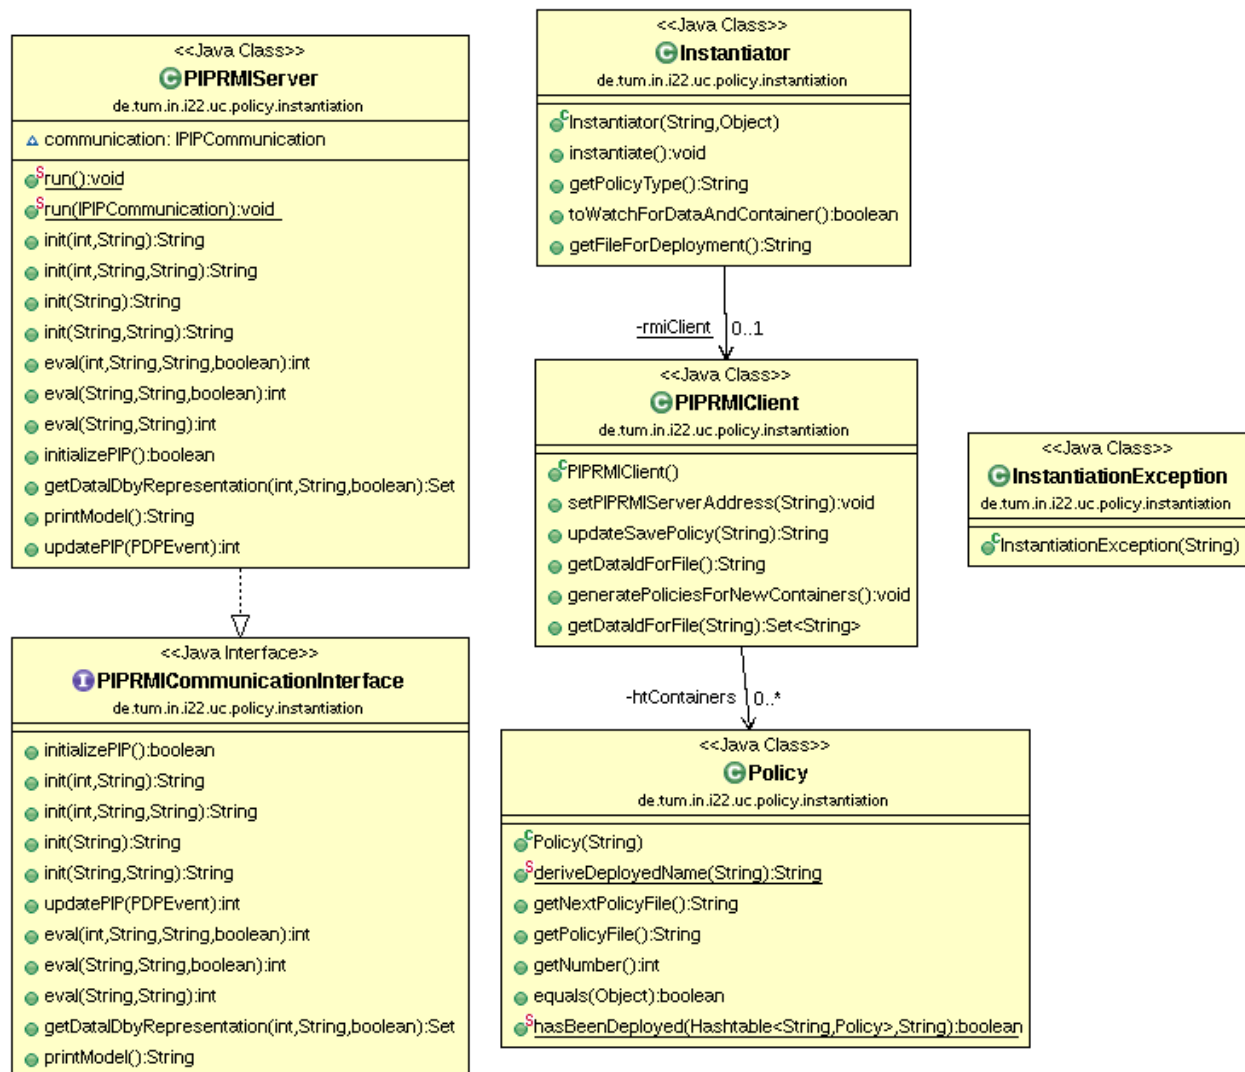 <<Java Class>>
PIPRMIServer
de.tum.in.i22.uc.policy.instantiation
communication: IPIPCommunication
run():void
run(IPIPCommunication):void
init(int,String):String
init(int,String,String):String
init(String):String
init(String,String):String
eval(int,String,String,boolean):int
eval(String,String,boolean):int
eval(String,String):int
initializePIP():boolean
getDataIDbyRepresentation(int,String,boolean):Set
printModel():String
updatePIP(PDPEvent):int
<<Java Interface>>
PIPRMICommunicationInterface
de.tum.in.i22.uc.policy.instantiation
initializePIP():boolean
init(int,String):String
init(int,String,String):String
init(String):String
init(String,String):String
updatePIP(PDPEvent):int
eval(int,String,String,boolean):int
eval(String,String,boolean):int
eval(String,String):int
getDataIDbyRepresentation(int,String,boolean):Set
printModel():String
<<Java Class>>
Instantiator
de.tum.in.i22.uc.policy.instantiation
Instantiator(String,Object)
instantiate():void
getPolicyType():String
toWatchForDataAndContainer():boolean
getFileForDeployment():String
-rmiClient 0..1
<<Java Class>>
PIPRMIClient
de.tum.in.i22.uc.policy.instantiation
PIPRMIClient()
setPIPRMIServerAddress(String):void
updateSavePolicy(String):String
getDataIdForFile():String
generatePoliciesForNewContainers():void
getDataIdForFile(String):Set<String>
-htContainers 0..*
<<Java Class>>
Policy
de.tum.in.i22.uc.policy.instantiation
Policy(String)
deriveDeployedName(String):String
getNextPolicyFile():String
getPolicyFile():String
getNumber():int
equals(Object):boolean
hasBeenDeployed(Hashtable<String,Policy>,String):boolean
<<Java Class>>
InstantiationException
de.tum.in.i22.uc.policy.instantiation
InstantiationException(String)